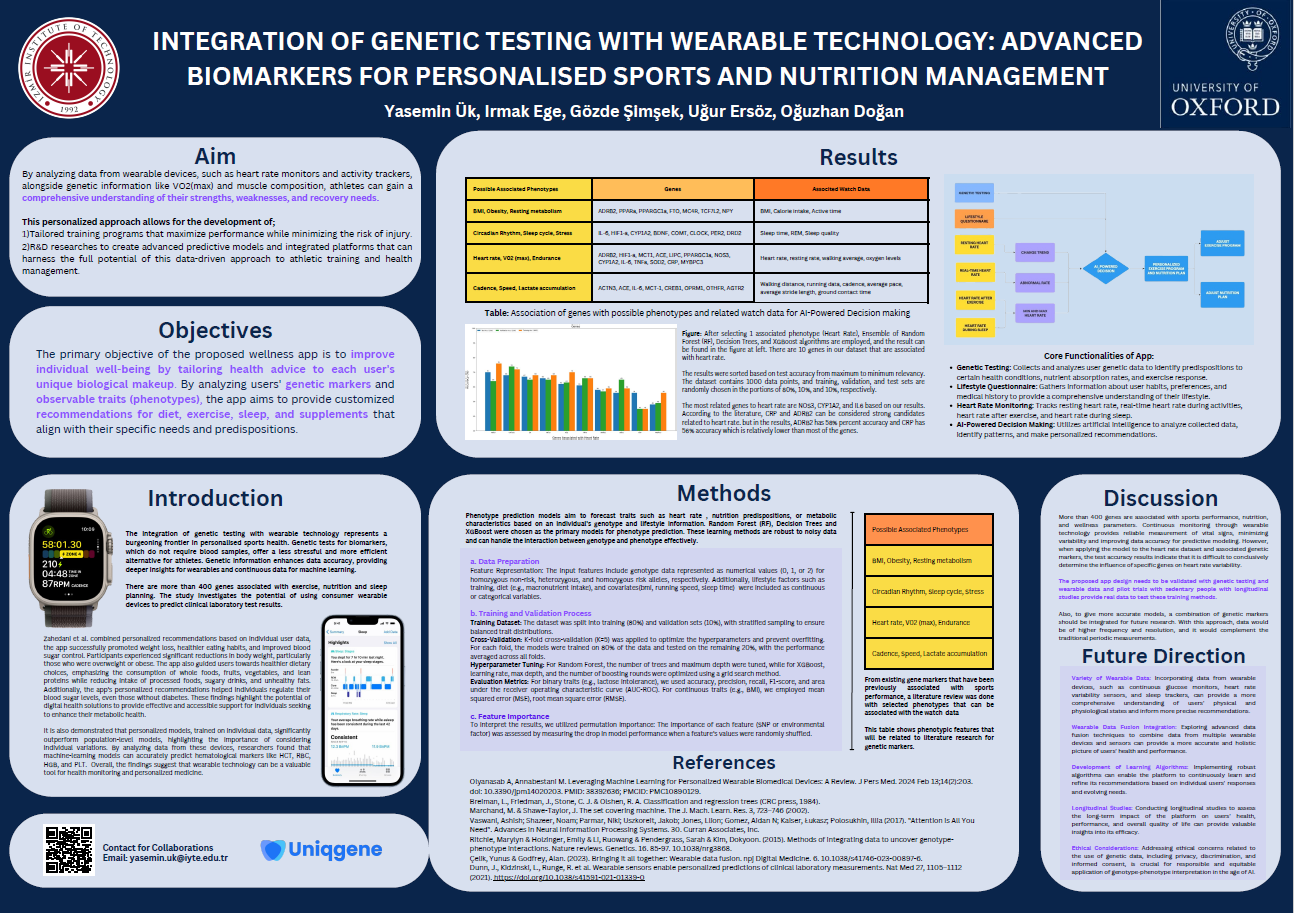 INTEGRATION OF GENETIC TESTING WITH WEARABLE TECHNOLOGY: ADVANCED
BIOMARKERS FOR PERSONALISED SPORTS AND NUTRITION MANAGEMENT
Yasemin Ük, Irmak Ege, Gözde Şimşek, Uğur Ersöz, Oğuzhan Doğan
IZMIR INSTITUTE OF TECHNOLOGY
1992
UNIVERSITY OF
OXFORD
Aim
By analyzing data from wearable devices, such as heart rate monitors and activity trackers,
alongside genetic information like VO2(max) and muscle composition, athletes can gain a
comprehensive understanding of their strengths, weaknesses, and recovery needs.
This personalized approach allows for the development of;
1)Tailored training programs that maximize performance while minimizing the risk of injury.
2)R&D researches to create advanced predictive models and integrated platforms that can
harness the full potential of this data-driven approach to athletic training and health
management.
Objectives
The primary objective of the proposed wellness app is to improve
individual well-being by tailoring health advice to each user's
unique biological makeup. By analyzing users' genetic markers and
observable traits (phenotypes), the app aims to provide customized
recommendations for diet, exercise, sleep, and supplements that
align with their specific needs and predispositions.
Results
Possible Associated Phenotypes
Genes
Associted Watch Data
BMI, Obesity, Resting metabolism
ADRB2, PPARa, PPARGC1a, FTO, MC4R, TCF7L2, NPY
BMI, Calorie intake, Active time
Circadian Rhythm, Sleep cycle, Stress
IL-6, HIF1-a, CYP1A2, BDNF, COMT, CLOCK, PER2, DRD2
Sleep time, REM, Sleep quality
Heart rate, VO2 (max), Endurance
ADRB2, HIF1-a, MCT1, ACE, LIPC, PPARGC1a, NOS3,
CYP1A2, IL-6, TNFa, SOD2, CRP, MYBPC3
Heart rate, resting rate, walking average, oxygen levels
Cadence, Speed, Lactate accumulation
ACTN3, ACE, IL-6, MCT-1, CREB1, OPRM1, OTHFR, AGTR2
Walking distance, running data, cadence, average pace,
average stride length, ground contact time
Table: Association of genes with possible phenotypes and related watch data for AI-Powered Decision making
Genes
Genes Associated with Heart Rate
Figure: After selecting 1 associated phenotype (Heart Rate), Ensemble of Random
Forest (RF), Decision Trees, and XGBoost algorithms are employed, and the result can
be found in the figure at left. There are 10 genes in our dataset that are associated
with heart rate.
The results were sorted based on test accuracy from maximum to minimum relevancy.
The dataset contains 1000 data points, and training, validation, and test sets are
randomly chosen in the portions of 80%, 10%, and 10%, respectively.
The most related genes to heart rate are NOS3, CYP1A2, and IL6 based on our results.
According to the literature, CRP and ADRB2 can be considered strong candidates
related to heart rate. but in the results, ADRB2 has 58% percent accuracy and CRP has
56% accuracy which is relatively lower than most of the genes.
GENETIC TESTING
LIFESTYLE
QUESTIONNARE
RESTING HEART
RATE
REAL-TIME HEART
RATE
HEART RATE AFTER
EXERCISE
HEART RATE
DURING SLEEP
CHANGE TREND
ABNORMAL RATE
MIN AND MAX
HEART RATE
AI_POWERED
DECISION
PERSONALIZED
EXERCISE PROGRAM
AND NUTRITION PLAN
ADJUST
EXERCISE PROGRAM
ADJUST NUTRITION
PLAN
Core Functionalities of App:
• Genetic Testing: Collects and analyzes user genetic data to identify predispositions to
certain health conditions, nutrient absorption rates, and exercise response.
• Lifestyle Questionnaire: Gathers information about user habits, preferences, and
medical history to provide a comprehensive understanding of their lifestyle.
• Heart Rate Monitoring: Tracks resting heart rate, real-time heart rate during activities,
heart rate after exercise, and heart rate during sleep.
• AI-Powered Decision Making: Utilizes artificial intelligence to analyze collected data,
identify patterns, and make personalized recommendations.
Introduction
10:09
58:01.30
ZONE 4
210
04:48
87RPM
The integration of genetic testing with wearable technology represents a
burgeoning frontier in personalised sports health. Genetic tests for biomarkers,
which do not require blood samples, offer a less stressful and more efficient
alternative for athletes. Genetic information enhances data accuracy, providing
deeper insights for wearables and continuous data for machine learning.
There are more than 400 genes associated with exercise, nutrition and sleep
planning. The study investigates the potential of using consumer wearable
devices to predict clinical laboratory test results.
Zahedani et al. combined personalized recommendations based on individual user data,
the app successfully promoted weight loss, healthier eating habits, and improved blood
sugar control. Participants experienced significant reductions in body weight, particularly
those who were overweight or obese. The app also guided users towards healthier dietary
choices, emphasizing the consumption of whole foods, fruits, vegetables, and lean
proteins while reducing intake of processed foods, sugary drinks, and unhealthy fats.
Additionally, the app's personalized recommendations helped individuals regulate their
blood sugar levels, even those without diabetes. These findings highlight the potential of
digital health solutions to provide effective and accessible support for individuals seeking
to enhance their metabolic health.
It is also demonstrated that personalized models, trained on individual data, significantly
outperform population-level models, highlighting the importance of considering
individual variations. By analyzing data from these devices, researchers found that
machine-learning models can accurately predict hematological markers like HCT, RBC,
HGB, and PLT. Overall, the findings suggest that wearable technology can be a valuable
tool for health monitoring and personalized medicine.
Summary
Sleep
Highlights
Consistent
Contact for Collaborations
Email: yasemin.uk@iyte.edu.tr
Uniqgene
Methods
Phenotype prediction models aim to forecast traits such as heart rate , nutrition predispositions, or metabolic
characteristics based on an individual's genotype and lifestyle information. Random Forest (RF), Decision Trees and
XGBoost were chosen as the primary models for phenotype prediction. These learning methods are robust to noisy data
and can handle the interaction between genotype and phenotype effectively.
a. Data Preparation
Feature Representation: The input features include genotype data represented as numerical values (0, 1, or 2) for
homozygous non-risk, heterozygous, and homozygous risk alleles, respectively. Additionally, lifestyle factors such as
training, diet (e.g., macronutrient intake), and covariates(bmi, running speed, sleep time) were included as continuous
or categorical variables.
b. Training and Validation Process
Training Dataset: The dataset was split into training (80%) and validation sets (10%), with stratified sampling to ensure
balanced trait distributions.
Cross-Validation: K-fold cross-validation (K=5) was applied to optimize the hyperparameters and prevent overfitting.
For each fold, the models were trained on 80% of the data and tested on the remaining 20%, with the performance
averaged across all folds.
Hyperparameter Tuning: For Random Forest, the number of trees and maximum depth were tuned, while for XGBoost,
learning rate, max depth, and the number of boosting rounds were optimized using a grid search method.
Evaluation Metrics: For binary traits (e.g., lactose intolerance), we used accuracy, precision, recall, F1-score, and area
under the receiver operating characteristic curve (AUC-ROC). For continuous traits (e.g., BMI), we employed mean
squared error (MSE), root mean square error (RMSE).
c. Feature Importance
To interpret the results, we utilized permutation importance: The importance of each feature (SNP or environmental
factor) was assessed by measuring the drop in model performance when a feature's values were randomly shuffled.
Possible Associated Phenotypes
BMI, Obesity, Resting metabolism
Circadian Rhythm, Sleep cycle, Stress
Heart rate, VO2 (max), Endurance
Cadence, Speed, Lactate accumulation
From existing gene markers that have been
previously associated with sports
performance, a literature review was done
with selected phenotypes that can be
associated with the watch data
This table shows phenotypic features that
will be related to literature research for
genetic markers.
References
Olyanasab A, Annabestani M. Leveraging Machine Learning for Personalized Wearable Biomedical Devices: A Review. J Pers Med. 2024 Feb 13;14(2):203.
doi: 10.3390/jpm14020203. PMID: 38392636; PMCID: PMC10890129.
Breiman, L., Friedman, J., Stone, C. J. & Olshen, R. A. Classification and regression trees (CRC press, 1984).
Marchand, M. & Shawe-Taylor, J. The set covering machine. The J. Mach. Learn. Res. 3, 723–746 (2002).
Vaswani, Ashish; Shazeer, Noam; Parmar, Niki; Uszkoreit, Jakob; Jones, Llion; Gomez, Aidan N; Kaiser, Łukasz; Polosukhin, Illia (2017). "Attention is All You
Need". Advances in Neural Information Processing Systems. 30. Curran Associates, Inc.
Ritchie, Marylyn & Holzinger, Emily & Li, Ruowang & Pendergrass, Sarah & Kim, Dokyoon. (2015). Methods of integrating data to uncover genotype-
phenotype interactions. Nature reviews. Genetics. 16. 85-97. 10.1038/nrg3868.
Çelik, Yunus & Godfrey, Alan. (2023). Bringing it all together: Wearable data fusion. npj Digital Medicine. 6. 10.1038/s41746-023-00897-6.
Dunn, J., Kidzinski, L., Runge, R. et al. Wearable sensors enable personalized predictions of clinical laboratory measurements. Nat Med 27, 1105–1112
(2021). https://doi.org/10.1038/s41591-021-01339-0
Discussion
More than 400 genes are associated with sports performance, nutrition,
and wellness parameters. Continuous monitoring through wearable
technology provides reliable measurement of vital signs, minimizing
variability and improving data accuracy for predictive modeling. However,
when applying the model to the heart rate dataset and associated genetic
markers, the test accuracy results indicate that it is difficult to conclusively
determine the influence of specific genes on heart rate variability.
The proposed app design needs to be validated with genetic testing and
wearable data and pilot trials with sedentary people with longitudinal
studies provide real data to test these training methods.
Also, to give more accurate models, a combination of genetic markers
should be integrated for future research. With this approach, data would
be of higher frequency and resolution, and it would complement the
traditional periodic measurements.
Future Direction
Variety of Wearable Data: Incorporating data from wearable
devices, such as continuous glucose monitors, heart rate
variability sensors, and sleep trackers, can provide a more
comprehensive understanding of users' physical and
physiological states and inform more precise recommendations.
Wearable Data Fusion Integration: Exploring advanced data
fusion techniques to combine data from multiple wearable
devices and sensors can provide a more accurate and holistic
picture of users' health and performance.
Development of Learning Algorithms: Implementing robust
algorithms can enable the platform to continuously learn and
refine its recommendations based on individual users' responses
and evolving needs.
Longitudinal Studies: Conducting longitudinal studies to assess
the long-term impact of the platform on users' health,
performance, and overall quality of life can provide valuable
insights into its efficacy.
Ethical Considerations: Addressing ethical concerns related to
the use of genetic data, including privacy, discrimination, and
informed consent, is crucial for responsible and equitable
application of genotype-phenotype interpretation in the age of AI.